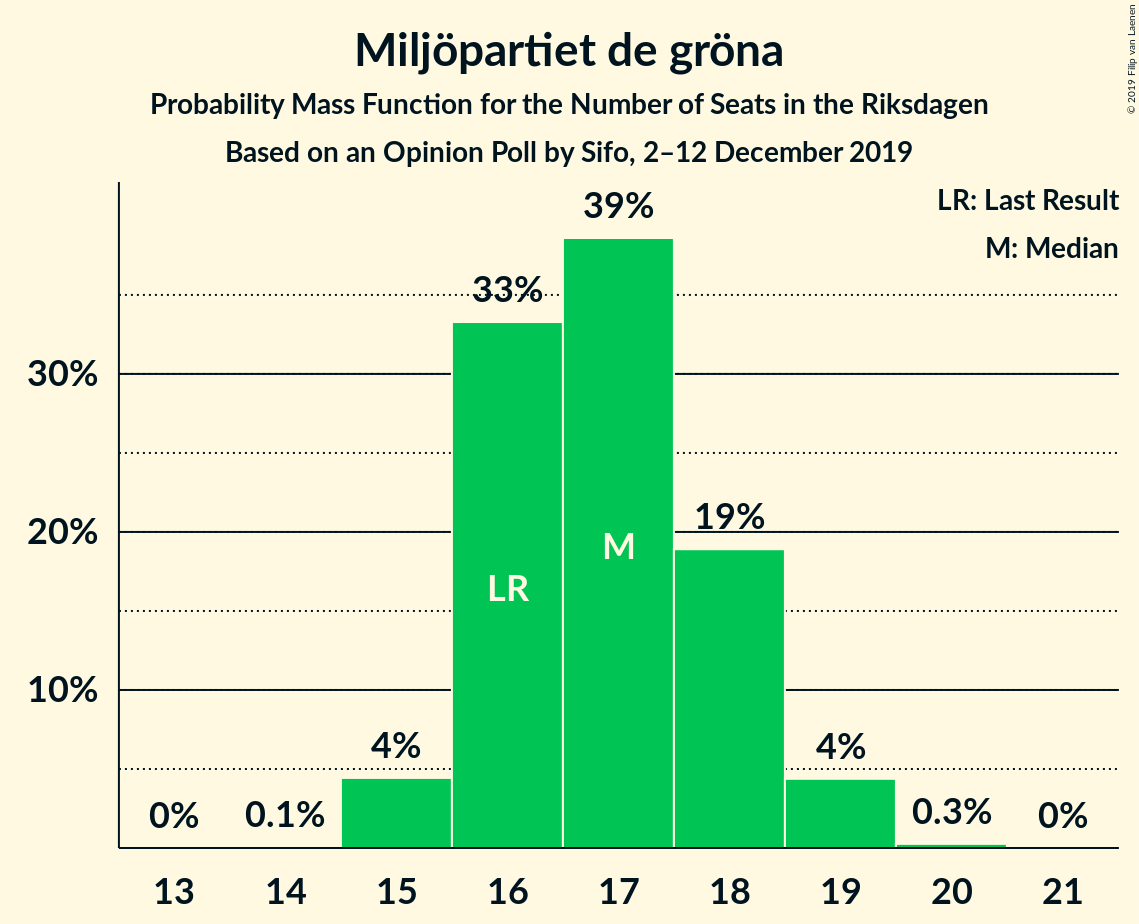 Miljöpartiet de gröna
Probability Mass Function for the Number of Seats in the Riksdagen
Based on an Opinion Poll by Sifo, 2–12 December 2019
© 2019 Filip van Laenen
LR: Last Result
M: Median
30%
20%
10%
0%
0.1%
4%
33%
39%
19%
4%
0.3%
0%
LR
M
13 14 15 16 17 18 19 20 21